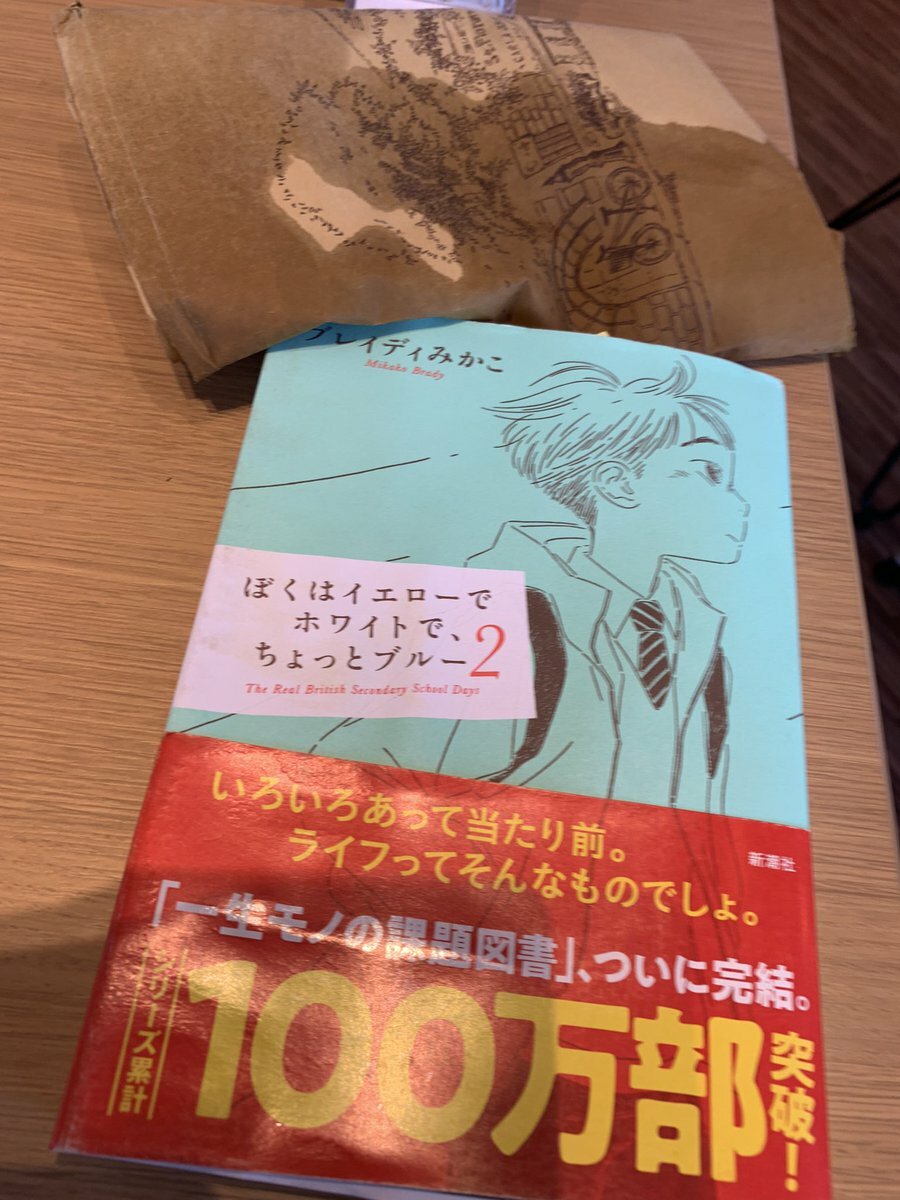 ブレイディみかこ
Mikako Brady
ぼくはイエローで
ホワイトで、
ちょっとブルー2
The Real British Secondary School Days
いろいろあって当たり前。
ライフってそんなものでしょ。
新潮社
「一生モノの課題図書」、ついに完結。
シリーズ累計
100万部
突破!